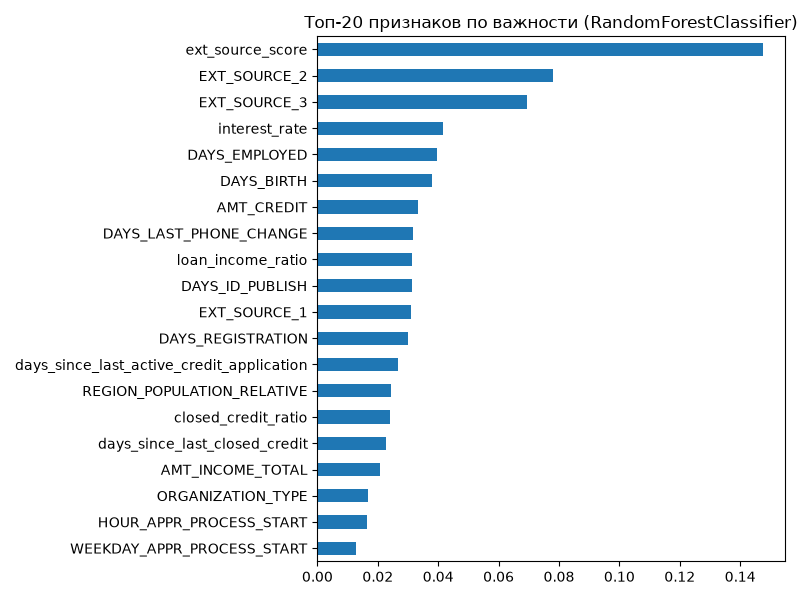 Топ-20 признаков по важности (RandomForestClassifier)
ext_source_score
EXT_SOURCE_2
EXT_SOURCE_3
interest_rate
DAYS_EMPLOYED
DAYS_BIRTH
AMT_CREDIT
DAYS_LAST_PHONE_CHANGE
loan_income_ratio
DAYS_ID_PUBLISH
EXT_SOURCE_1
DAYS_REGISTRATION
days_since_last_active_credit_application
REGION_POPULATION_RELATIVE
closed_credit_ratio
days_since_last_closed_credit
AMT_INCOME_TOTAL
ORGANIZATION_TYPE
HOUR_APPR_PROCESS_START
WEEKDAY_APPR_PROCESS_START
0.00 0.02 0.04 0.06 0.08 0.10 0.12 0.14